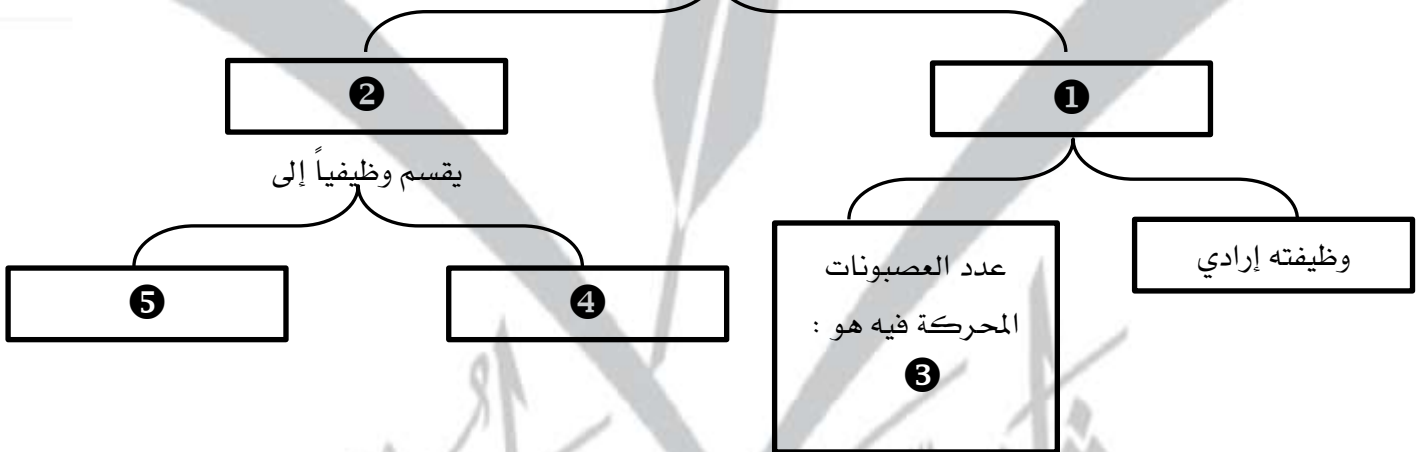 ❶
❷
يقسم وظيفياً إلى
وظيفته إرادي
عدد العصبونات
المحركة فيه هو :
❸
❹
❺